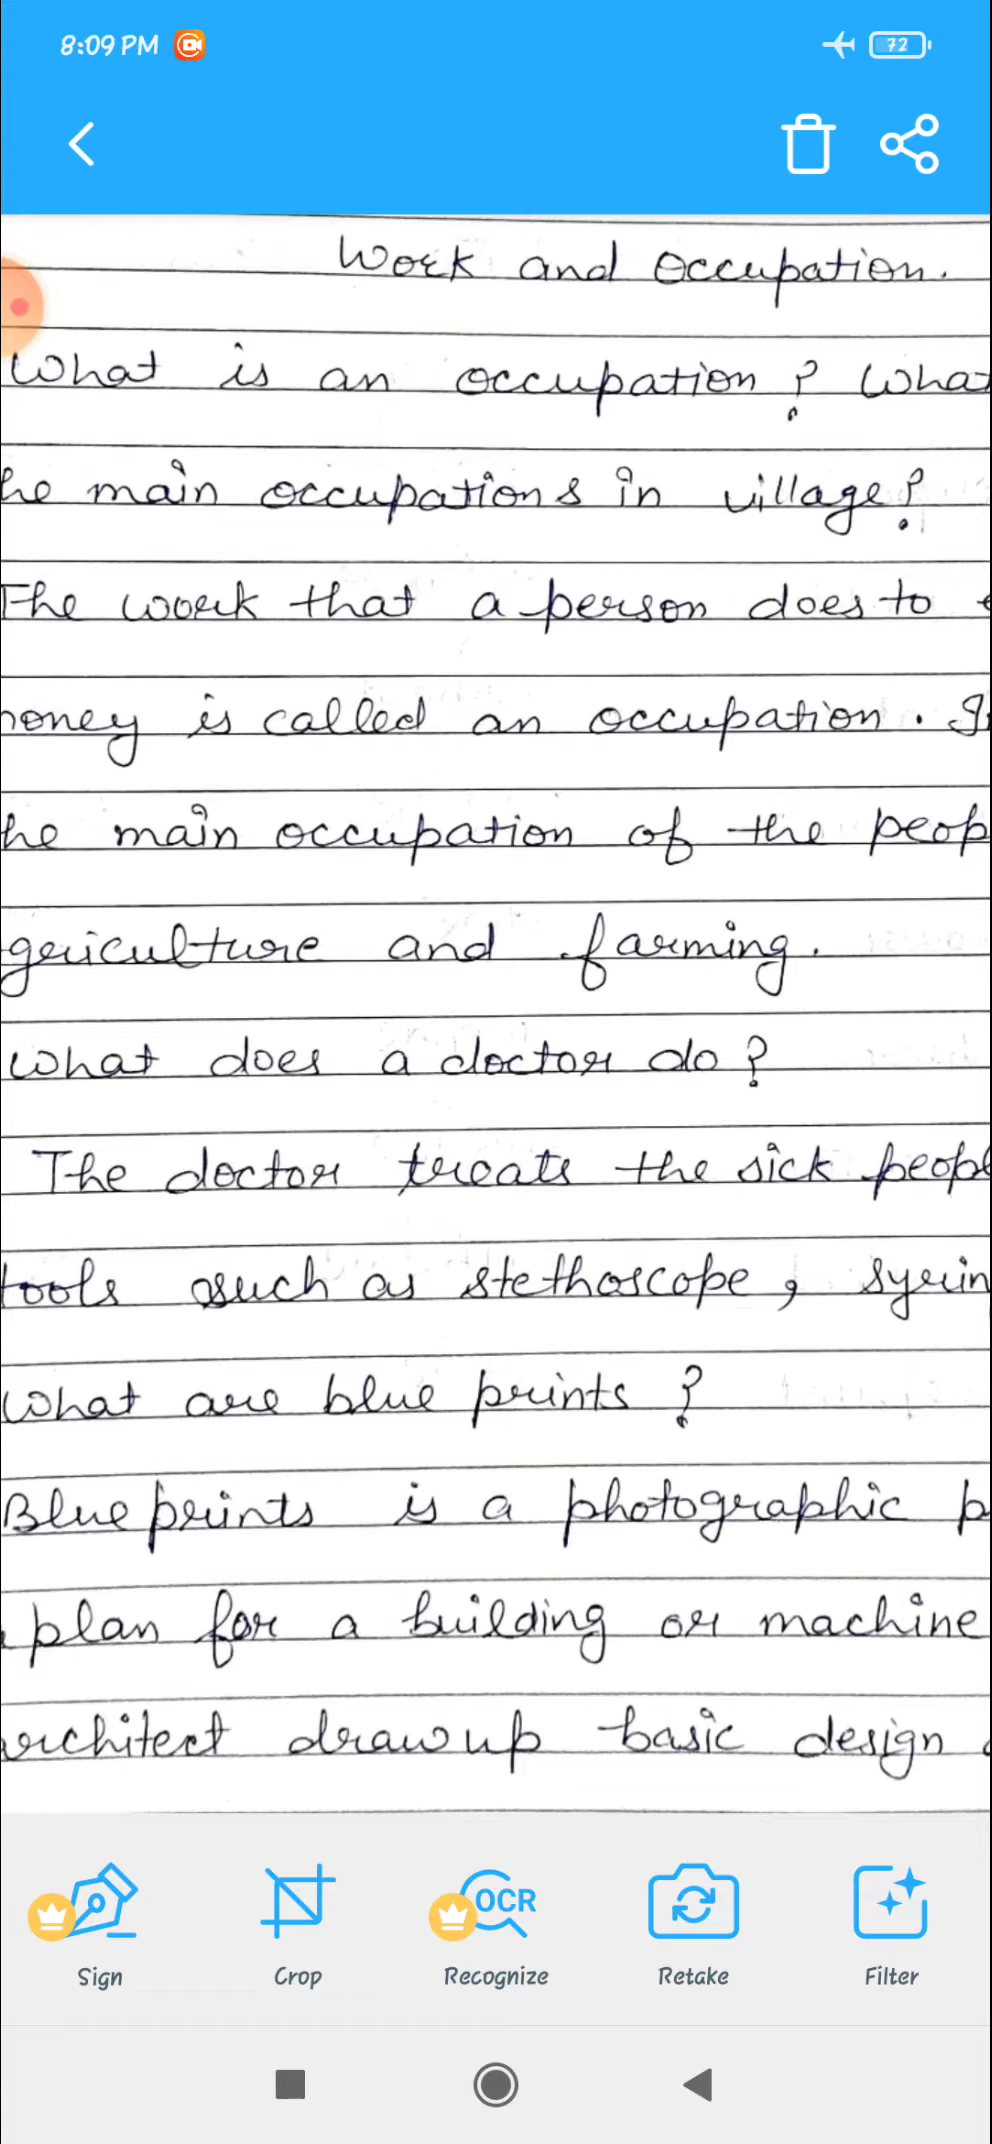 8:09 PM
72
Work and Occupation.
What is an occupation? What
he main occupations in village?
The work that a person does to
money is called an occupation. In
he main occupation of the peop
griculture and farming.
What does a doctor do?
The doctor treats the sick peopl
tools such as stethoscope, syrin
What are blue prints?
Blue prints is a photographic p
plan for a building or machine
architect draw up basic design
OCR
Sign Crop Recognize Retake Filter